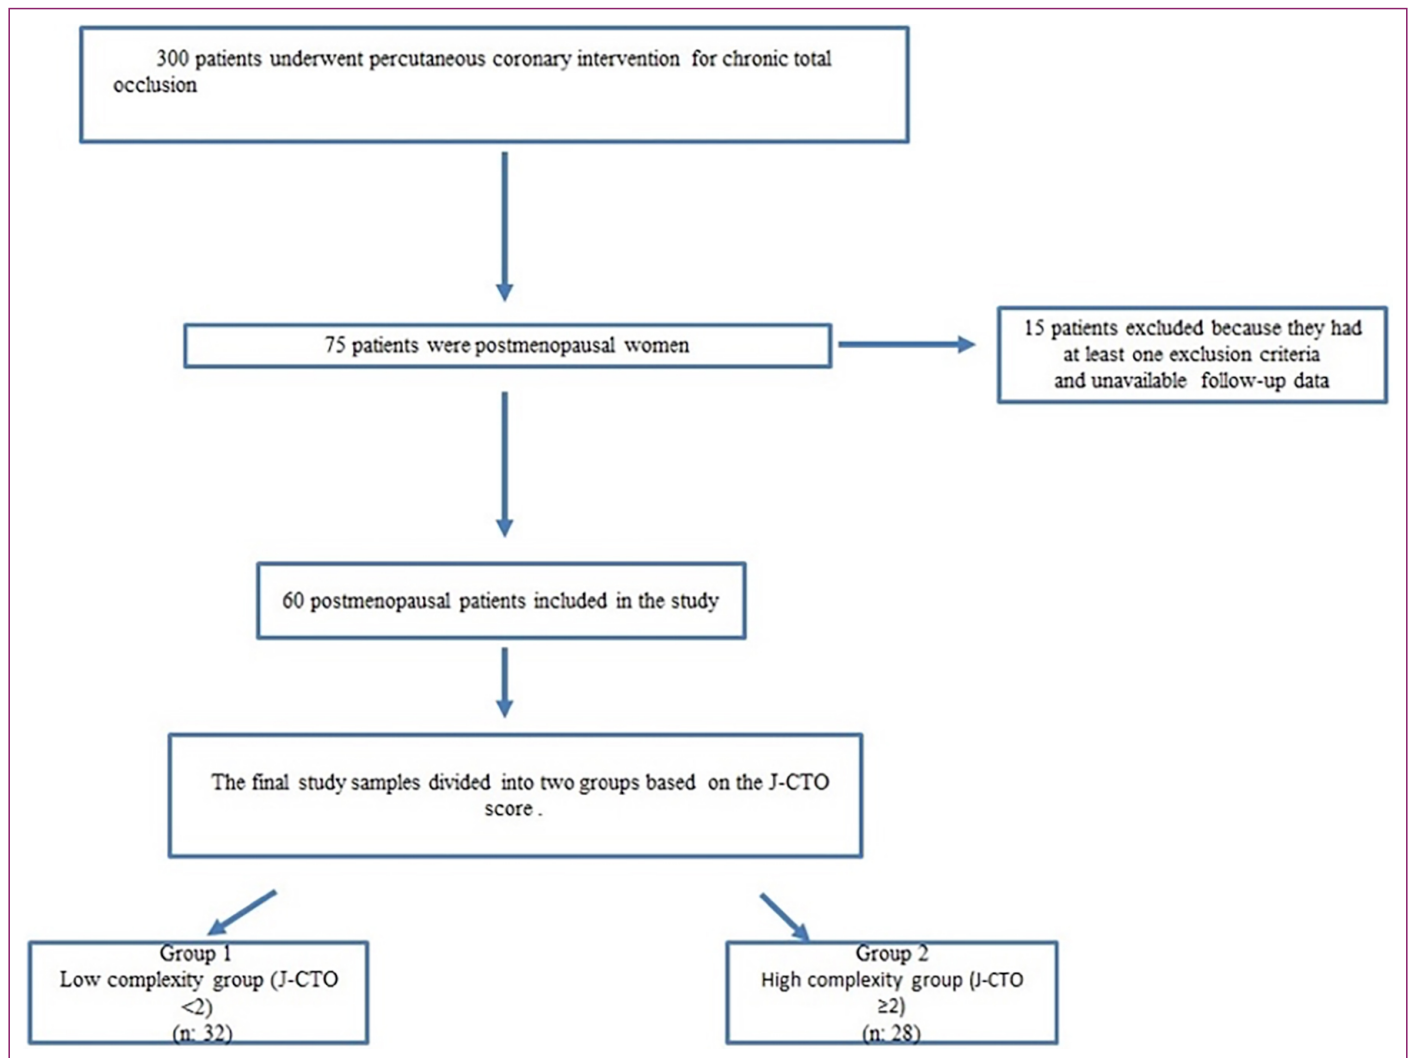 300 patients underwent percutaneous coronary intervention for chronic total
occlusion
75 patients were postmenopausal women
15 patients excluded because they had
at least one exclusion criteria
and unavailable follow-up data
60 postmenopausal patients included in the study
The final study samples divided into two groups based on the J-CTO
score .
Group 1
Low complexity group (J-CTO
<2)
(n: 32)
Group 2
High complexity group (J-CTO
≥2)
(n: 28)